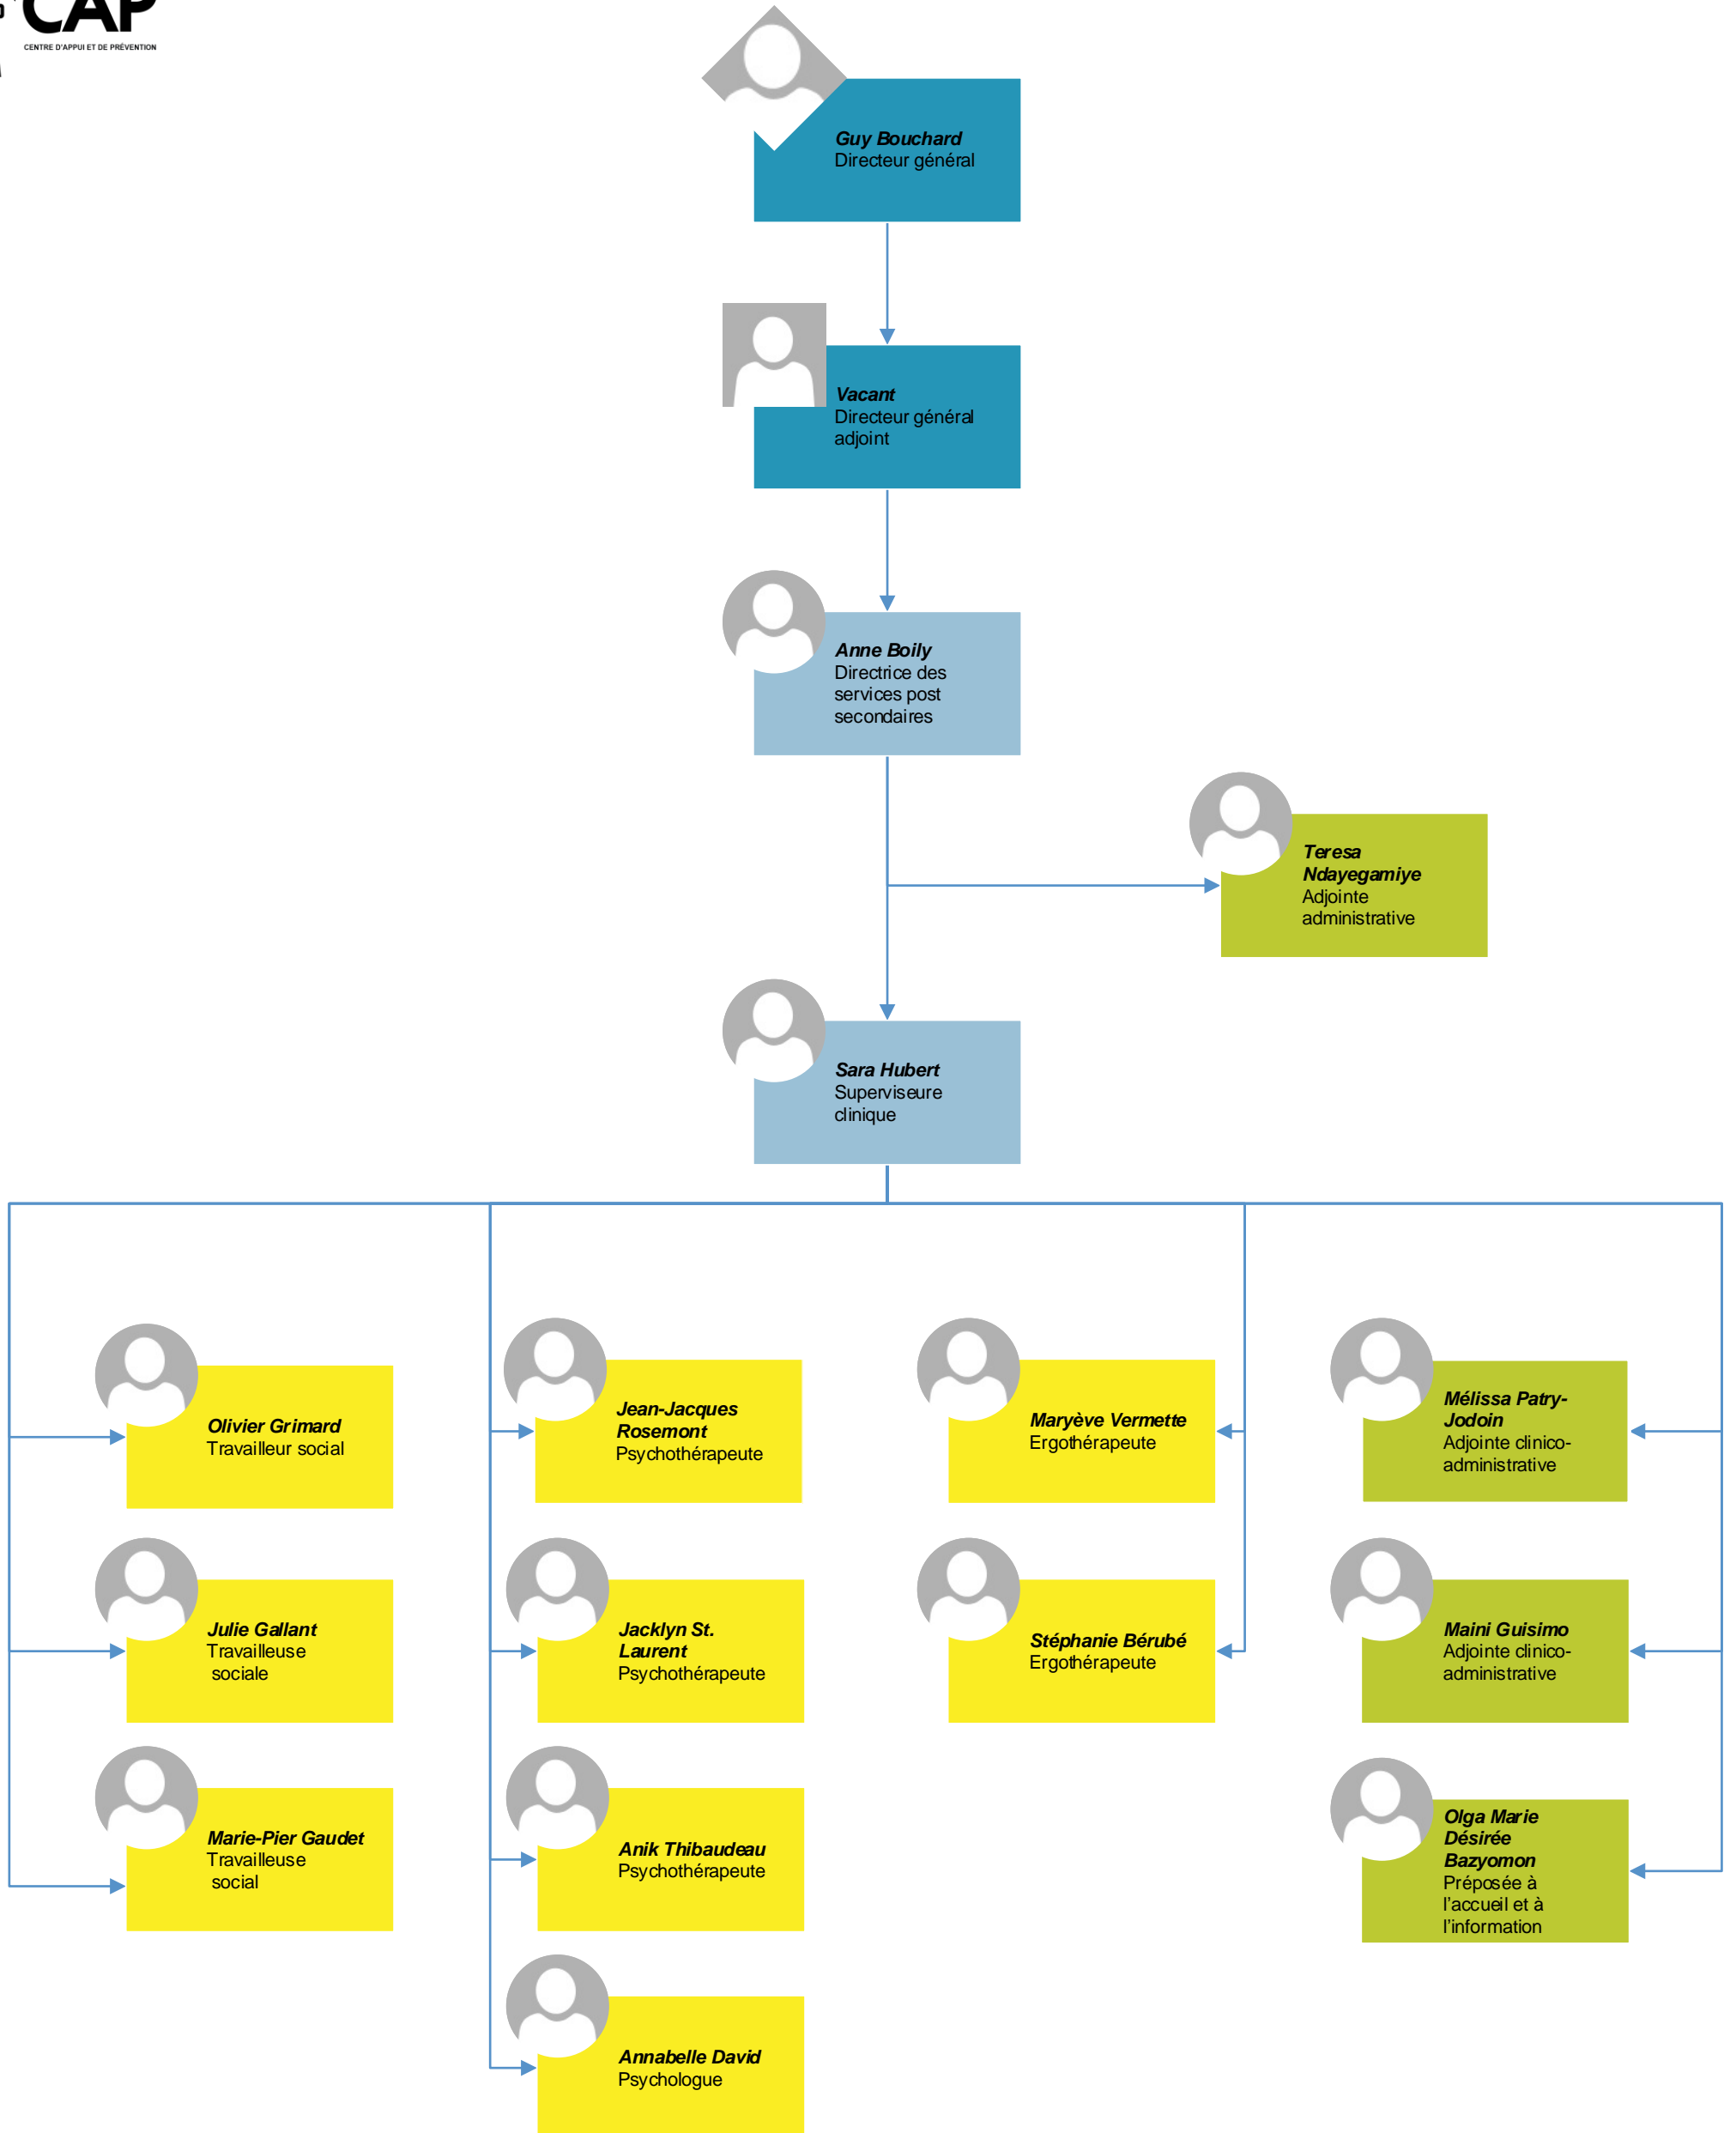 CAP
CENTRE D'APPUI ET DE PRÉVENTION
Guy Bouchard
Directeur général
Vacant
Directeur général
adjoint
Anne Boily
Directrice des
services post
secondaires
Teresa
Ndayegamiye
Adjointe
administrative
Sara Hubert
Superviseure
clinique
Olivier Grimard
Travailleur social
Julie Gallant
Travailleuse
sociale
Marie-Pier Gaudet
Travailleuse
social
Jean-Jacques
Rosemont
Psychothérapeute
Jacklyn St.
Laurent
Psychothérapeute
Anik Thibaudeau
Psychothérapeute
Annabelle David
Psychologue
Maryève Vermette
Ergothérapeute
Stéphanie Bérubé
Ergothérapeute
Mélissa Patry-
Jodoin
Adjointe clinico-
administrative
Maini Guisimo
Adjointe clinico-
administrative
Olga Marie
Désirée
Bazyomon
Préposée à
l’accueil et à
l’information